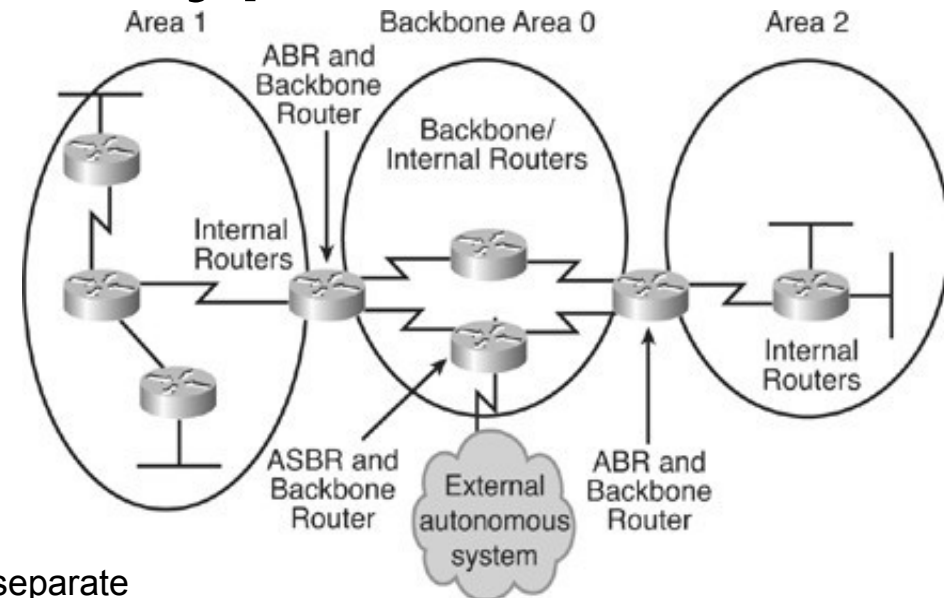 Area 1
Backbone Area 0
Area 2
ABR and
Backbone
Router
Backbone/
Internal Routers
Internal
Routers
Internal
Routers
ASBR and
Backbone
Router
External
autonomous
system
ABR and
Backbone
Router
separate